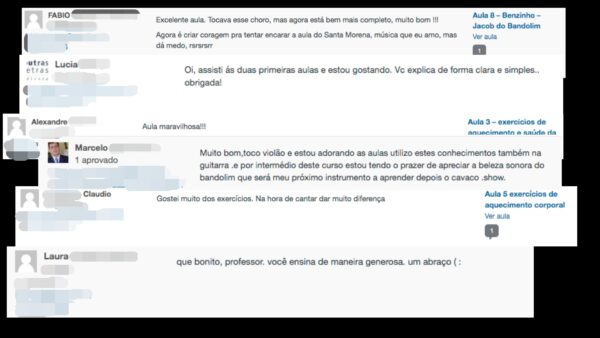 FABIO
Excelente aula. Tocava esse choro, mas agora está bem mais completo, muito bom !!!
Agora é criar coragem pra tentar encarar a aula do Santa Morena, música que eu amo, mas
dá medo, rsrsrsrr
Aula 8 – Benzinho –
Jacob do Bandolim
Ver aula
1
outras
etras
Lucia
Oi, assisti ás duas primeiras aulas e estou gostando. Vc explica de forma clara e simples..
obrigada!
Alexandre
Aula maravilhosa!!!
Aula 3 – exercícios de
aquecimento e saúde da
Marcelo
1 aprovado
Muito bom,toco violão e estou adorando as aulas utilizo estes conhecimentos também na
guitarra .e por intermédio deste curso estou tendo o prazer de apreciar a beleza sonora do
bandolim que será meu próximo instrumento a aprender depois o cavaco .show.
Claudio
Gostei muito dos exercícios. Na hora de cantar dar muito diferença
Aula 5 exercícios de
aquecimento corporal
Ver aula
1
Laura
que bonito, professor. você ensina de maneira generosa. um abraço ( :